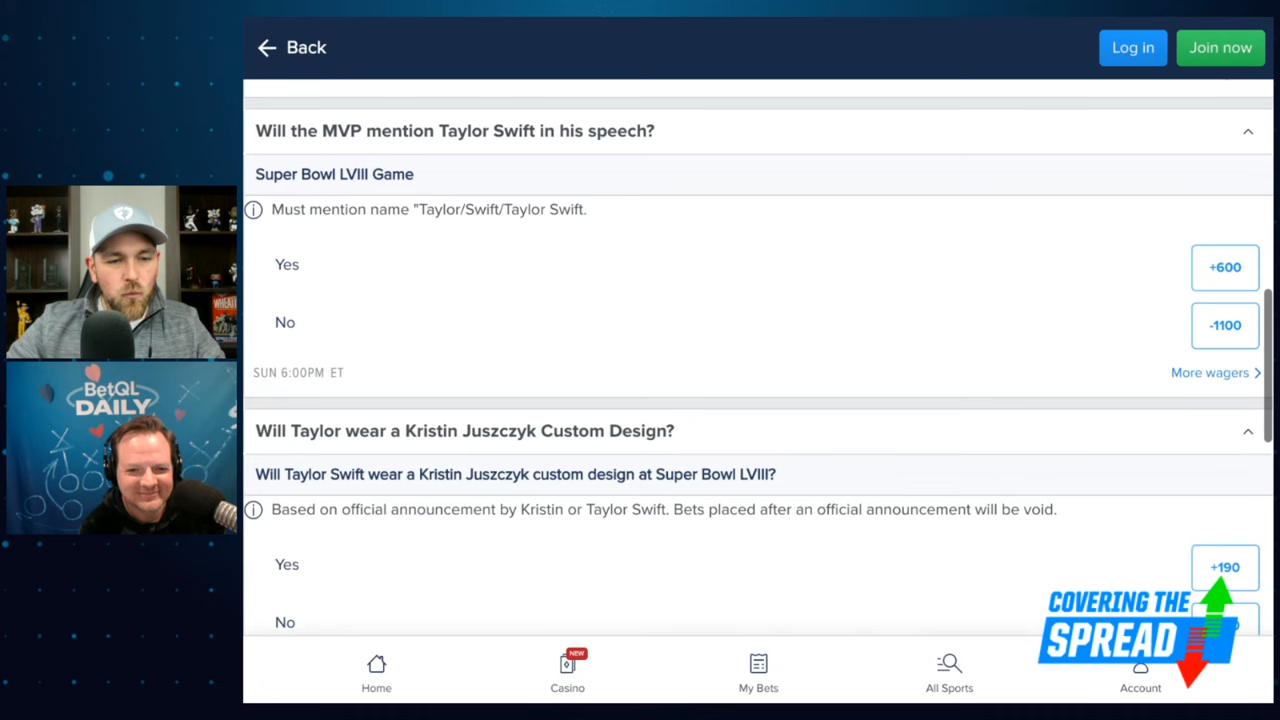 Back
Log in
Join now
Will the MVP mention Taylor Swift in his speech?
Super Bowl LVIII Game
Must mention name "Taylor/Swift/Taylor Swift.
Yes
+600
No
-1100
SUN 6:00PM ET
More wagers
Will Taylor wear a Kristin Juszczyk Custom Design?
Will Taylor Swift wear a Kristin Juszczyk custom design at Super Bowl LVIII?
Based on official announcement by Kristin or Taylor Swift. Bets placed after an official announcement will be void.
Yes
+190
No
BetQL
DAILY
COVERING THE
SPREAD
NEW
Home
Casino
My Bets
All Sports
Account
WHEATIES